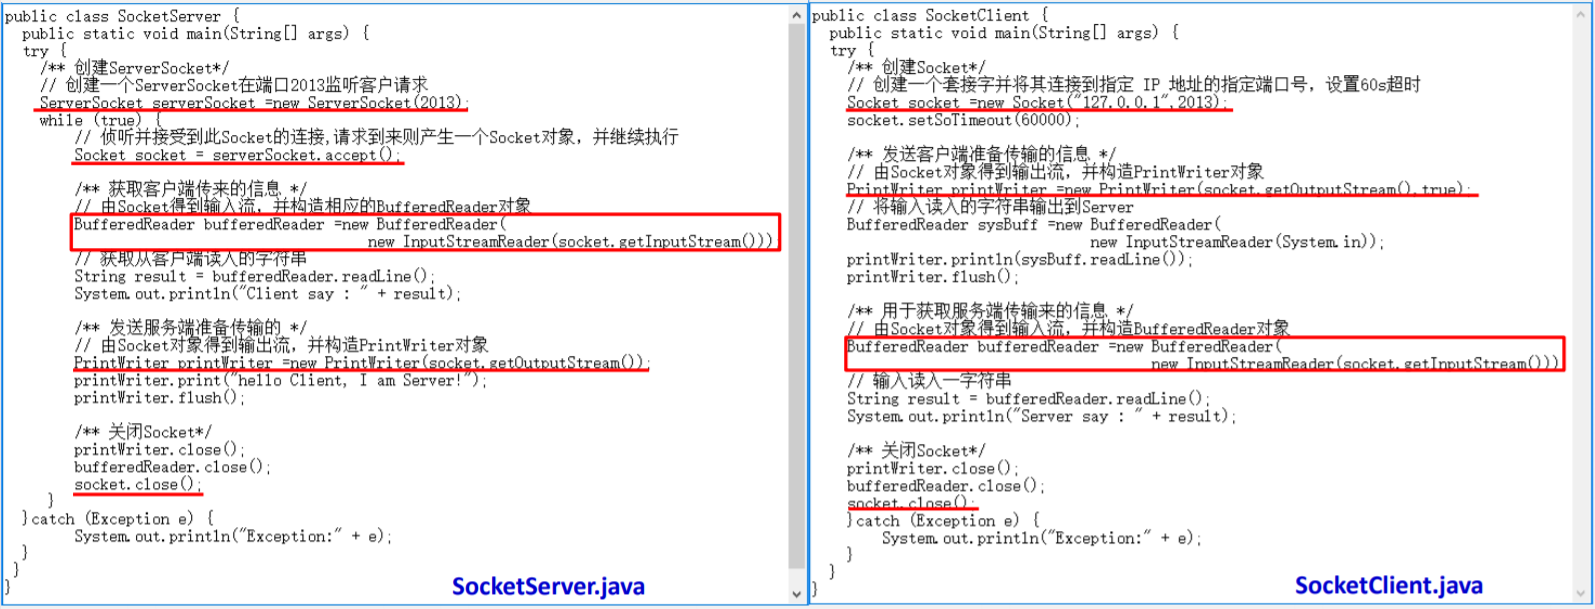 public class SocketServer {
public static void main(String[] args) {
try {
/** 创建ServerSocket*/
// 创建一个ServerSocket在端口2013监听客户请求
ServerSocket serverSocket =new ServerSocket(2013);
while (true) {
// 侦听并接受到此Socket的连接,请求到来则产生一个Socket对象，并继续执行
Socket socket = serverSocket.accept();
/** 获取客户端传来的信息 */
// 由Socket得到输入流，并构造相应的BufferedReader对象
BufferedReader bufferedReader =new BufferedReader(
new InputStreamReader(socket.getInputStream()))
// 获取从客户端读入的字符串
String result = bufferedReader.readLine();
System.out.println("Client say : " + result);
/** 发送服务端准备传输的 */
// 由Socket对象得到输出流，并构造PrintWriter对象
PrintWriter printWriter =new PrintWriter(socket.getOutputStream());
printWriter.print("hello Client, I am Server!");
printWriter.flush();
/** 关闭Socket*/
printWriter.close();
bufferedReader.close();
socket.close();
}
}catch (Exception e) {
System.out.println("Exception:" + e);
}
}
}
SocketServer.java
public class SocketClient {
public static void main(String[] args) {
try {
/** 创建Socket*/
// 创建一个套接字并将其连接到指定 IP 地址的指定端口号，设置60s超时
Socket socket =new Socket("127.0.0.1",2013);
socket.setSoTimeout(60000);
/** 发送客户端准备传输的信息 */
// 由Socket对象得到输出流，并构造PrintWriter对象
PrintWriter printWriter =new PrintWriter(socket.getOutputStream(),true);
// 将输入读入的字符串输出到Server
BufferedReader sysBuff =new BufferedReader(
new InputStreamReader(System.in));
printWriter.println(sysBuff.readLine());
printWriter.flush();
/** 用于获取服务端传输来的信息 */
// 由Socket对象得到输入流，并构造BufferedReader对象
BufferedReader bufferedReader =new BufferedReader(
new InputStreamReader(socket.getInputStream()))
// 输入读入一字符串
String result = bufferedReader.readLine();
System.out.println("Server say : " + result);
/** 关闭Socket*/
printWriter.close();
bufferedReader.close();
socket.close();
}catch (Exception e) {
System.out.println("Exception:" + e);
}
}
}
SocketClient.java